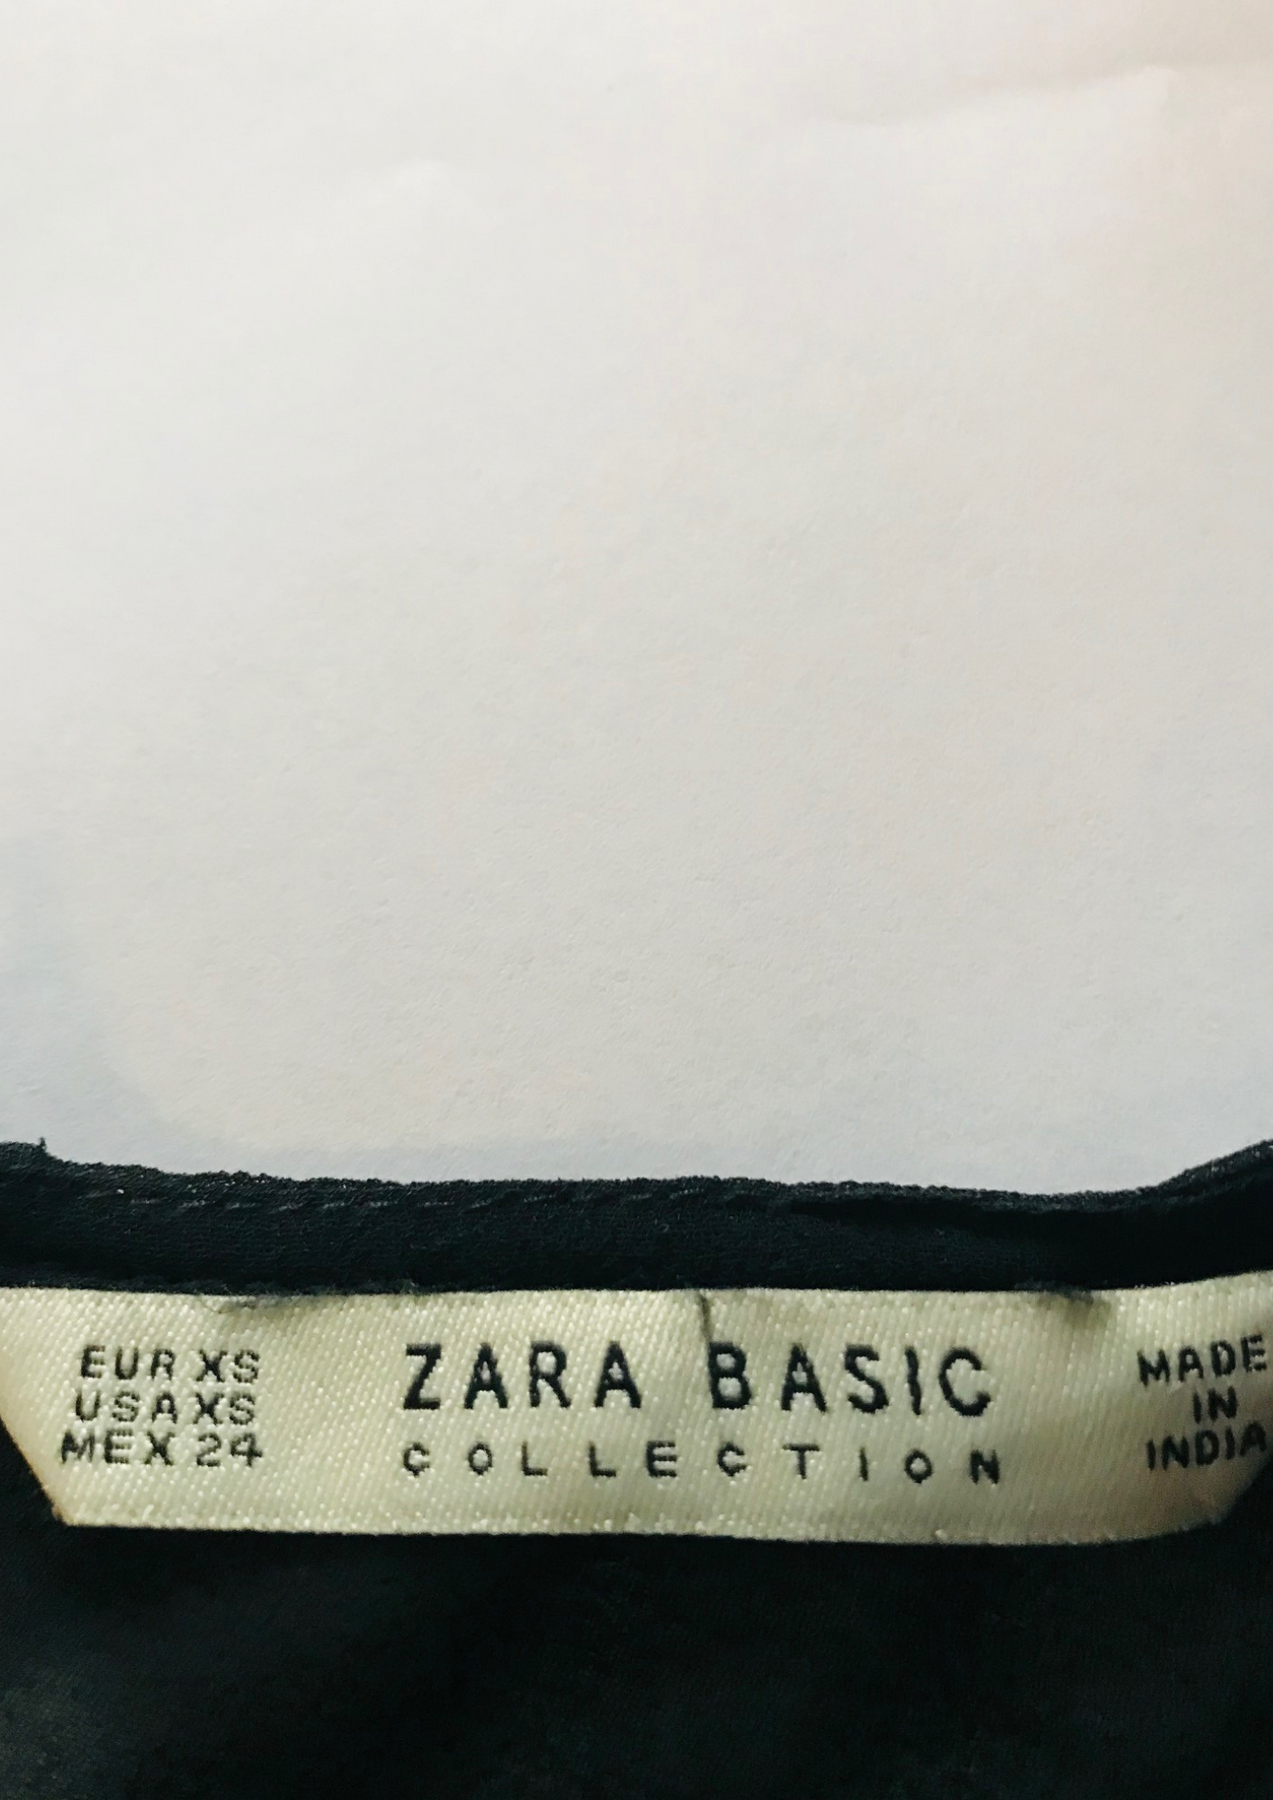 EUR XS
USA XS
MEX 24
ZARA BASIC
COLLECTION
MADE
IN
INDIA